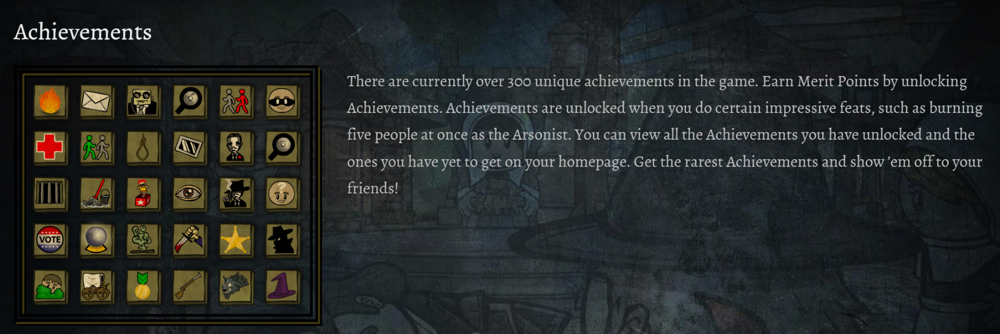 Achievements
There are currently over 300 unique achievements in the game. Earn Merit Points by unlocking
Achievements. Achievements are unlocked when you do certain impressive feats, such as burning
five people at once as the Arsonist. You can view all the Achievements you have unlocked and the
ones you have yet to get on your homepage. Get the rarest Achievements and show ’em off to your
friends!
?
VOTE